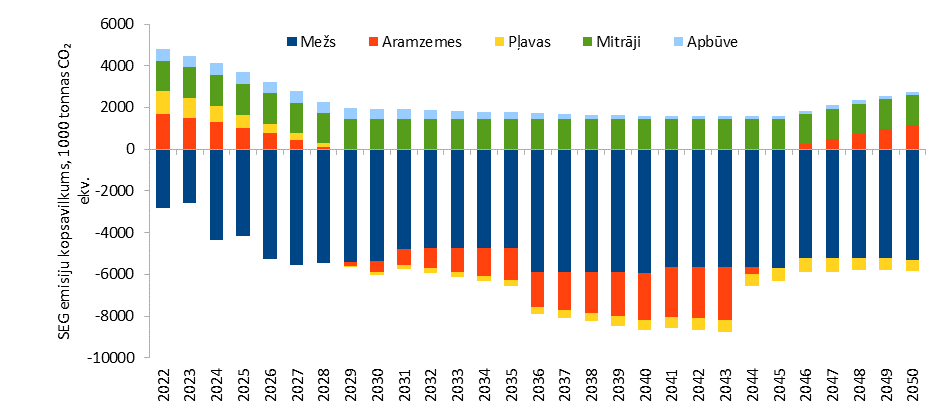 6000
4000
2000
0
-2000
-4000
-6000
-8000
-10000
SEG emisiju kopsavilkums, 1000 tonnas CO₂
ekv.
Mežs Aramzemes Pļavas Mitrāji Apbūve
2022 2023 2024 2025 2026 2027 2028 2029 2030 2031 2032 2033 2034 2035 2036 2037 2038 2039 2040 2041 2042 2043 2044 2045 2046 2047 2048 2049 2050